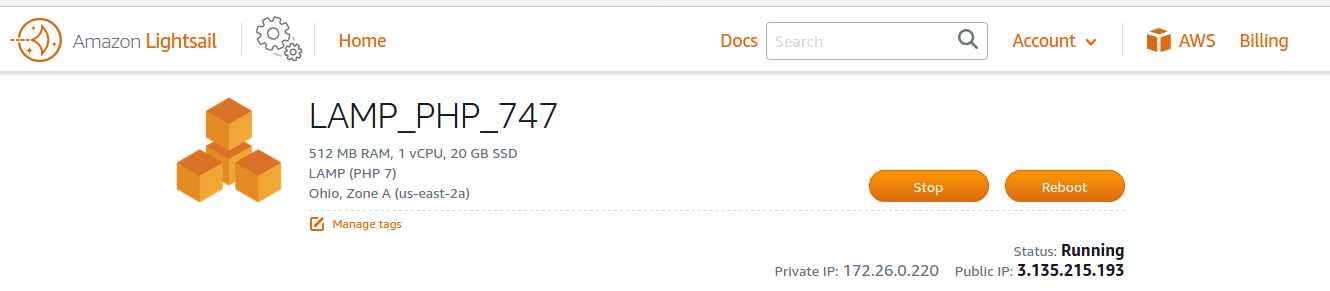 Amazon Lightsail Home Docs Search Account AWS Billing
LAMP_PHP_747
512 MB RAM, 1 vCPU, 20 GB SSD
LAMP (PHP 7)
Ohio, Zone A (us-east-2a)
Stop Reboot
Manage tags
Status: Running
Private IP: 172.26.0.220 Public IP: 3.135.215.193